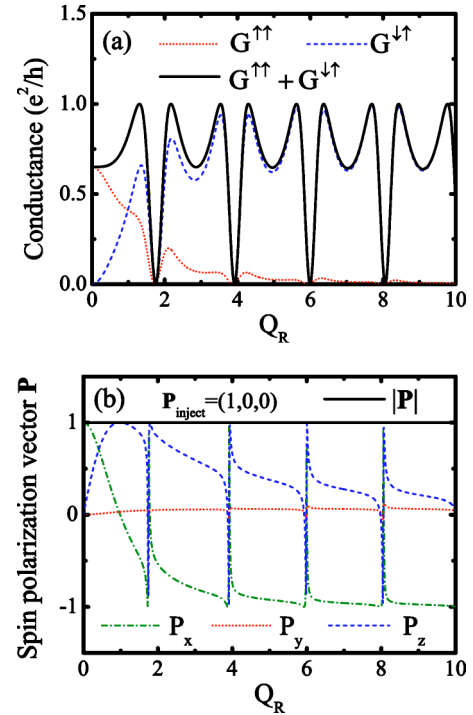 (a) G↑↑ G↓↑
G↑↑ + G↓↑
Conductance (e²/h)
1.5
1.0
0.5
0.0
0 2 4 6 8 10
Q_R
(b) P_inject=(1,0,0) |P|
Spin polarization vector P
1
0
-1
P_x P_y P_z
0 2 4 6 8 10
Q_R